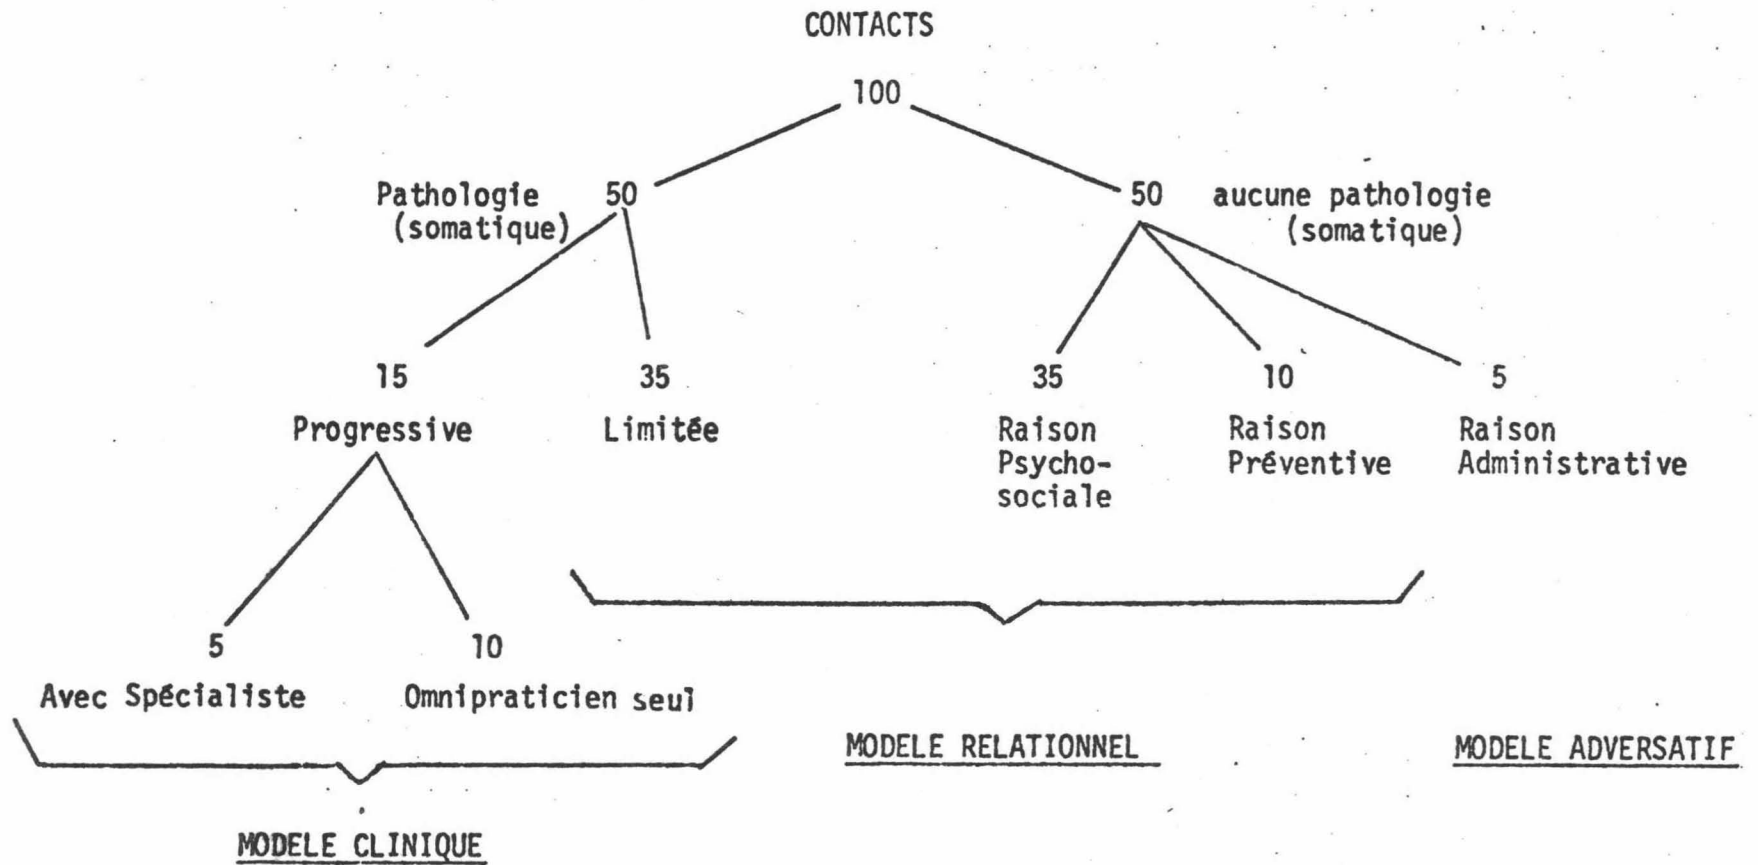 CONTACTS
100
Pathologie 50
(somatique)
50 aucune pathologie
(somatique)
15
Progressive
35
Limitée
35
Raison
Psycho-
sociale
10
Raison
Préventive
5
Raison
Administrative
5
Avec Spécialiste
10
Omnipraticien seul
MODELE CLINIQUE
MODELE RELATIONNEL
MODELE ADVERSATIF